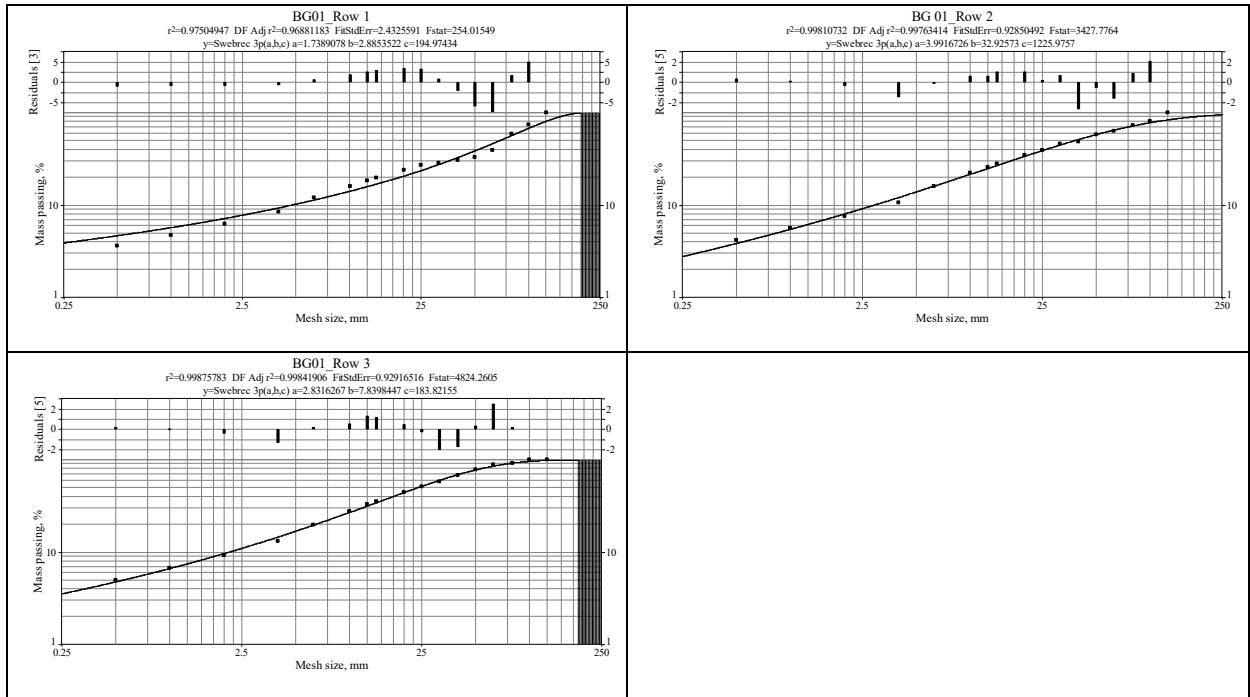 BG01_Row 1
r²=0.97504947 DF Adj r²=0.96881183 FitStdErr=2.4325591 Fstat=254.01549
y=Swebrec 3p(a,b,c) a=1.7389078 b=2.8853522 c=194.97434
Residuals [3]
5
0
-5
5
0
-5
Mass passing, %
10
1
10
1
0.25
2.5
25
250
Mesh size, mm
BG 01_Row 2
r²=0.99810732 DF Adj r²=0.99763414 FitStdErr=0.92850492 Fstat=3427.7764
y=Swebrec 3p(a,b,c) a=3.9916726 b=32.92573 c=1225.9757
Residuals [5]
2
0
-2
2
0
-2
Mass passing, %
10
1
10
1
0.25
2.5
25
250
Mesh size, mm
BG01_Row 3
r²=0.99875783 DF Adj r²=0.99841906 FitStdErr=0.92916516 Fstat=4824.2605
y=Swebrec 3p(a,b,c) a=2.8316267 b=7.8398447 c=183.82155
Residuals [5]
2
0
-2
2
0
-2
Mass passing, %
10
1
10
1
0.25
2.5
25
250
Mesh size, mm